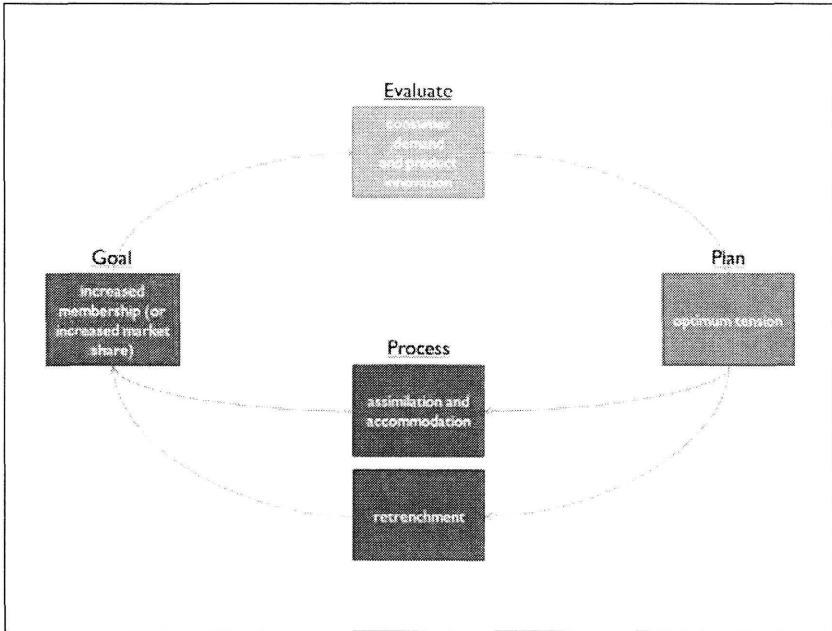 Evaluate
consumer
demand
and product
innovation
Goal
increased
membership (or
increased market
share)
Plan
optimum tension
Process
assimilation and
accommodation
retrenchment